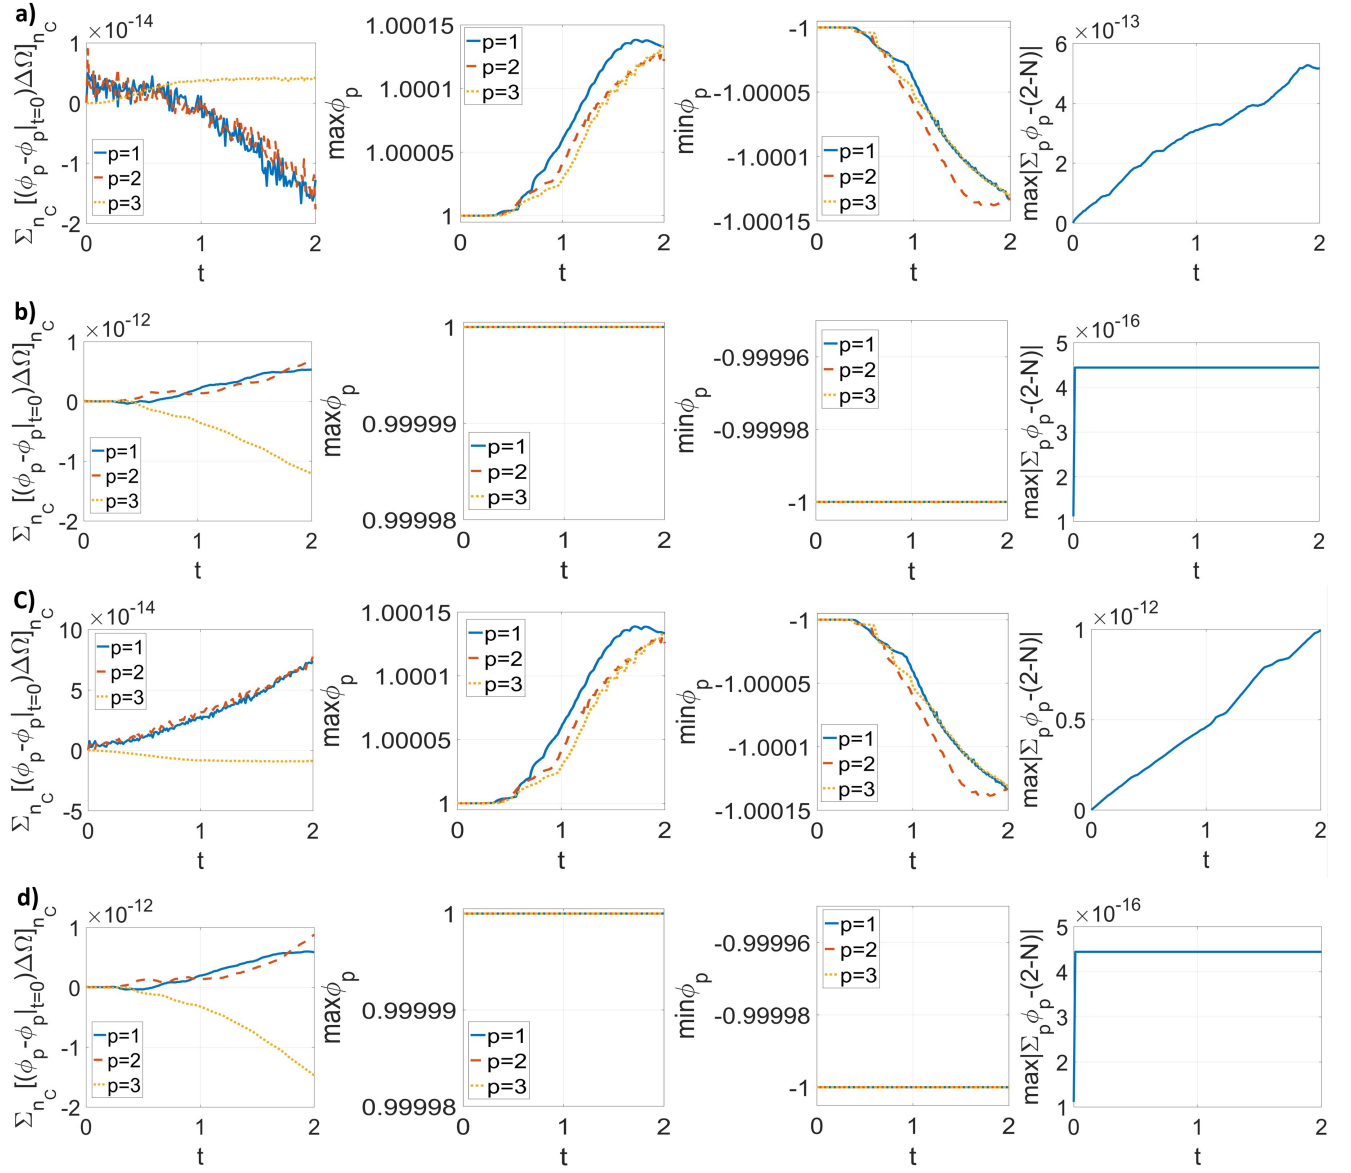 a)
×10^-14
Σ_{n_C} [(φ_p-φ_p|_{t=0})ΔΩ]_{n_C}
1
0
-1
-2
p=1
p=2
p=3
0
1
2
t
maxφ_p
1.00015
1.0001
1.00005
1
p=1
p=2
p=3
0
1
2
t
minφ_p
-1
-1.00005
-1.0001
-1.00015
p=1
p=2
p=3
0
1
2
t
×10^-13
max|Σ_pφ_p-(2-N)|
6
4
2
0
0
1
2
t
b)
×10^-12
Σ_{n_C} [(φ_p-φ_p|_{t=0})ΔΩ]_{n_C}
1
0
-1
-2
p=1
p=2
p=3
0
1
2
t
maxφ_p
1
0.99999
0.99998
p=1
p=2
p=3
0
1
2
t
minφ_p
-0.99996
-0.99998
-1
p=1
p=2
p=3
0
1
2
t
×10^-16
max|Σ_pφ_p-(2-N)|
5
4
3
2
1
0
1
2
t
C)
×10^-14
Σ_{n_C} [(φ_p-φ_p|_{t=0})ΔΩ]_{n_C}
10
5
0
-5
p=1
p=2
p=3
0
1
2
t
maxφ_p
1.00015
1.0001
1.00005
1
p=1
p=2
p=3
0
1
2
t
minφ_p
-1
-1.00005
-1.0001
-1.00015
p=1
p=2
p=3
0
1
2
t
×10^-12
max|Σ_pφ_p-(2-N)|
1
0.5
0
0
1
2
t
d)
×10^-12
Σ_{n_C} [(φ_p-φ_p|_{t=0})ΔΩ]_{n_C}
1
0
-1
-2
p=1
p=2
p=3
0
1
2
t
maxφ_p
1
0.99999
0.99998
p=1
p=2
p=3
0
1
2
t
minφ_p
-0.99996
-0.99998
-1
p=1
p=2
p=3
0
1
2
t
×10^-16
max|Σ_pφ_p-(2-N)|
5
4
3
2
1
0
1
2
t